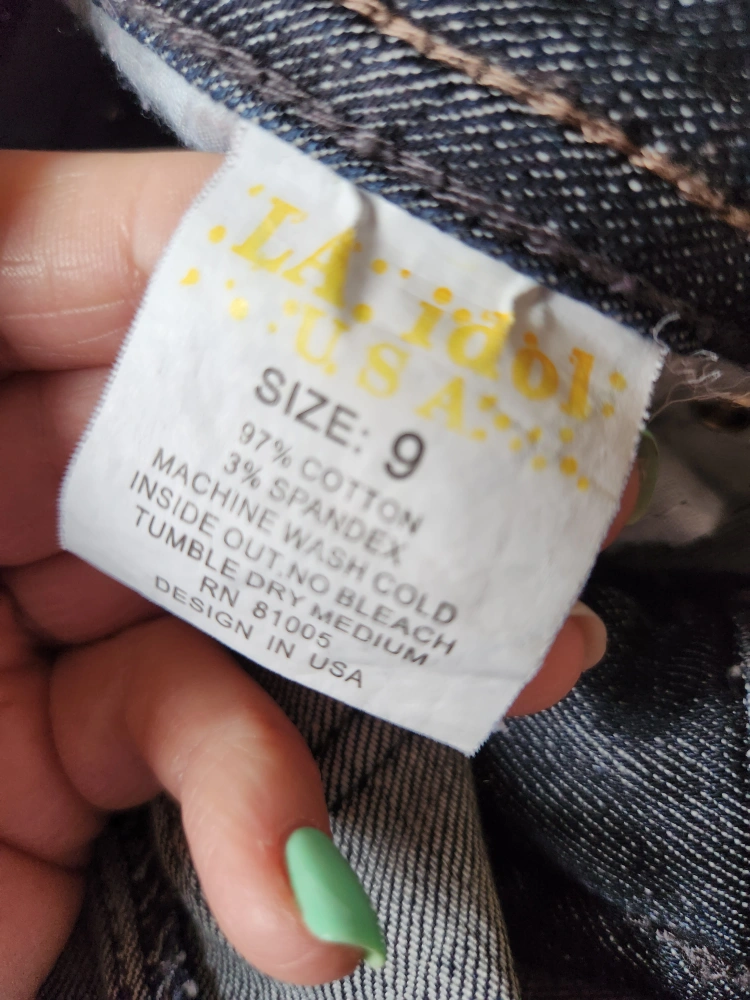 LA. idol
USA
SIZE: 9
97% COTTON
3% SPANDEX
MACHINE WASH COLD
INSIDE OUT.NO BLEACH
TUMBLE DRY MEDIUM
RN 81005
DESIGN IN USA